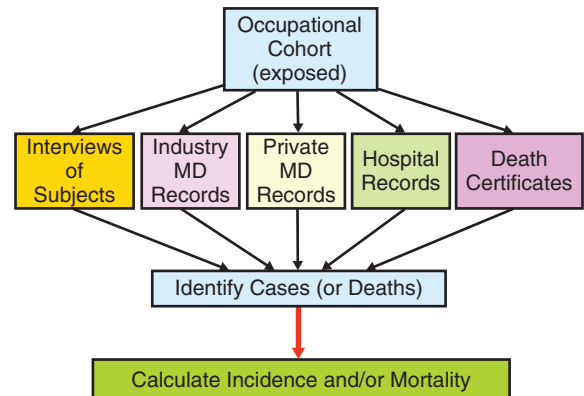 Occupational
Cohort
(exposed)
Interviews
of
Subjects
Industry
MD
Records
Private
MD
Records
Hospital
Records
Death
Certificates
Identify Cases (or Deaths)
Calculate Incidence and/or Mortality